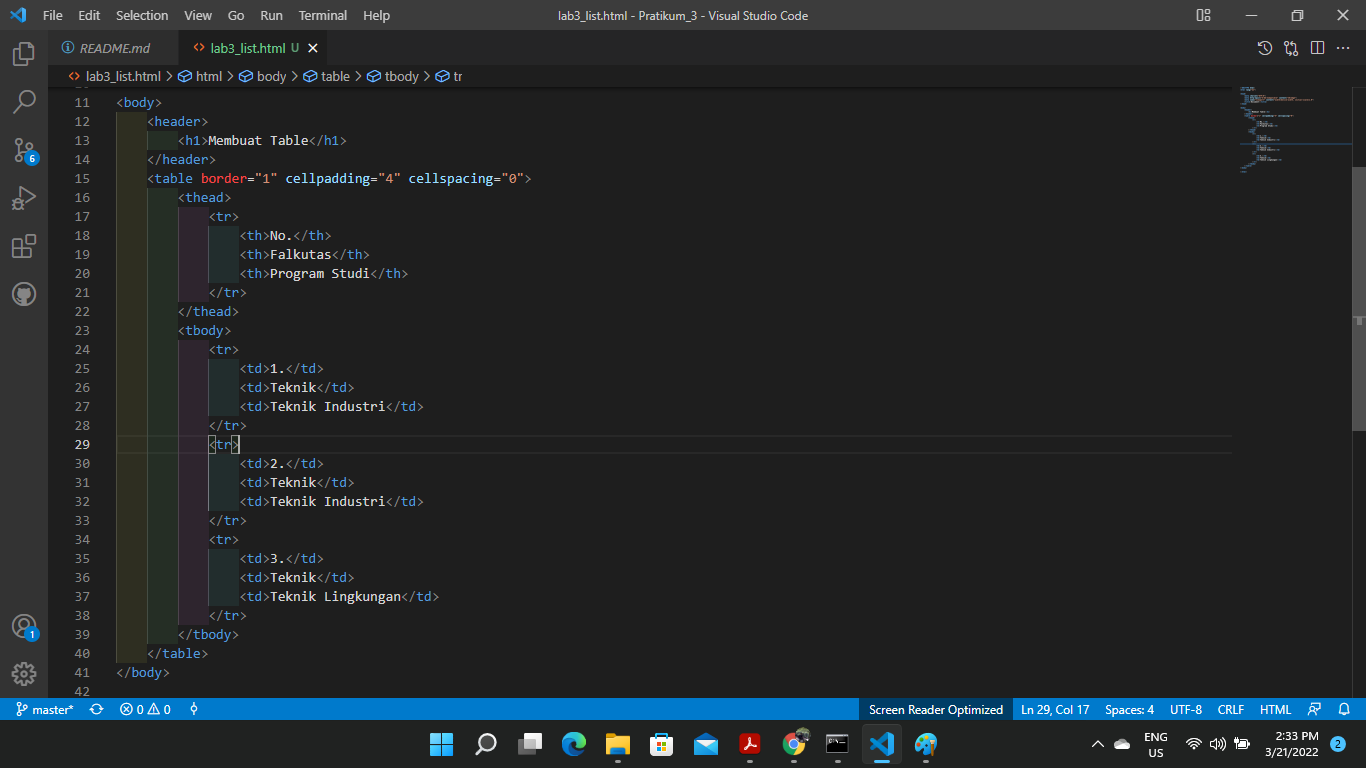 File Edit Selection View Go Run Terminal Help lab3_list.html - Pratikum_3 - Visual Studio Code
README.md lab3_list.html U
lab3_list.html > html > body > table > tbody > tr
11 <body>
12 <header>
13 <h1>Membuat Table</h1>
14 </header>
15 <table border="1" cellpadding="4" cellspacing="0">
16 <thead>
17 <tr>
18 <th>No.</th>
19 <th>Falkutas</th>
20 <th>Program Studi</th>
21 </tr>
22 </thead>
23 <tbody>
24 <tr>
25 <td>1.</td>
26 <td>Teknik</td>
27 <td>Teknik Industri</td>
28 </tr>
29 <tr>
30 <td>2.</td>
31 <td>Teknik</td>
32 <td>Teknik Industri</td>
33 </tr>
34 <tr>
35 <td>3.</td>
36 <td>Teknik</td>
37 <td>Teknik Lingkungan</td>
38 </tr>
39 </tbody>
40 </table>
41 </body>
42
6
1
master* 0 0 Screen Reader Optimized Ln 29, Col 17 Spaces: 4 UTF-8 CRLF HTML
ENG
US
2:33 PM
3/21/2022
2